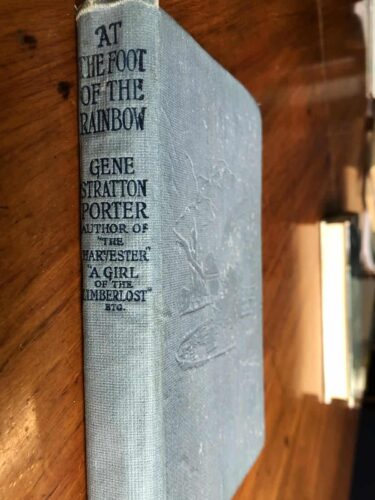 AT
THE FOOT
OF THE
RAINBOW
GENE
STRATTON
PORTER
AUTHOR OF
"THE
HARVESTER"
"A GIRL
OF THE
LIMBERLOST"
ETC.